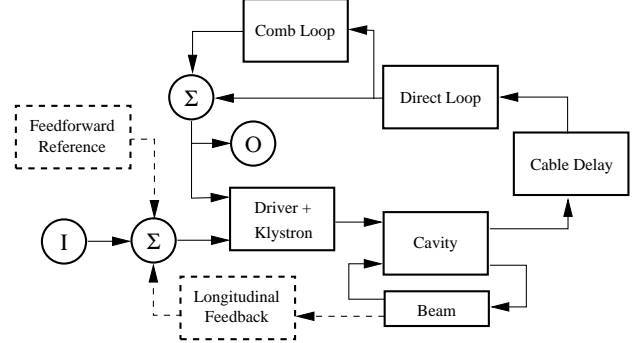 Comb Loop
Σ
Direct Loop
Feedforward
Reference
O
Cable Delay
Driver +
Klystron
I
Σ
Cavity
Longitudinal
Feedback
Beam